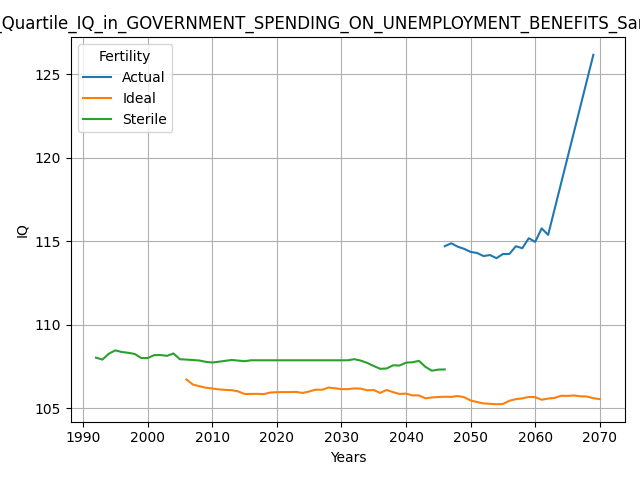 _Quartile_IQ_in_GOVERNMENT_SPENDING_ON_UNEMPLOYMENT_BENEFITS_Sa
Fertility
Actual
Ideal
Sterile
125
120
115
110
105
IQ
1990 2000 2010 2020 2030 2040 2050 2060 2070
Years